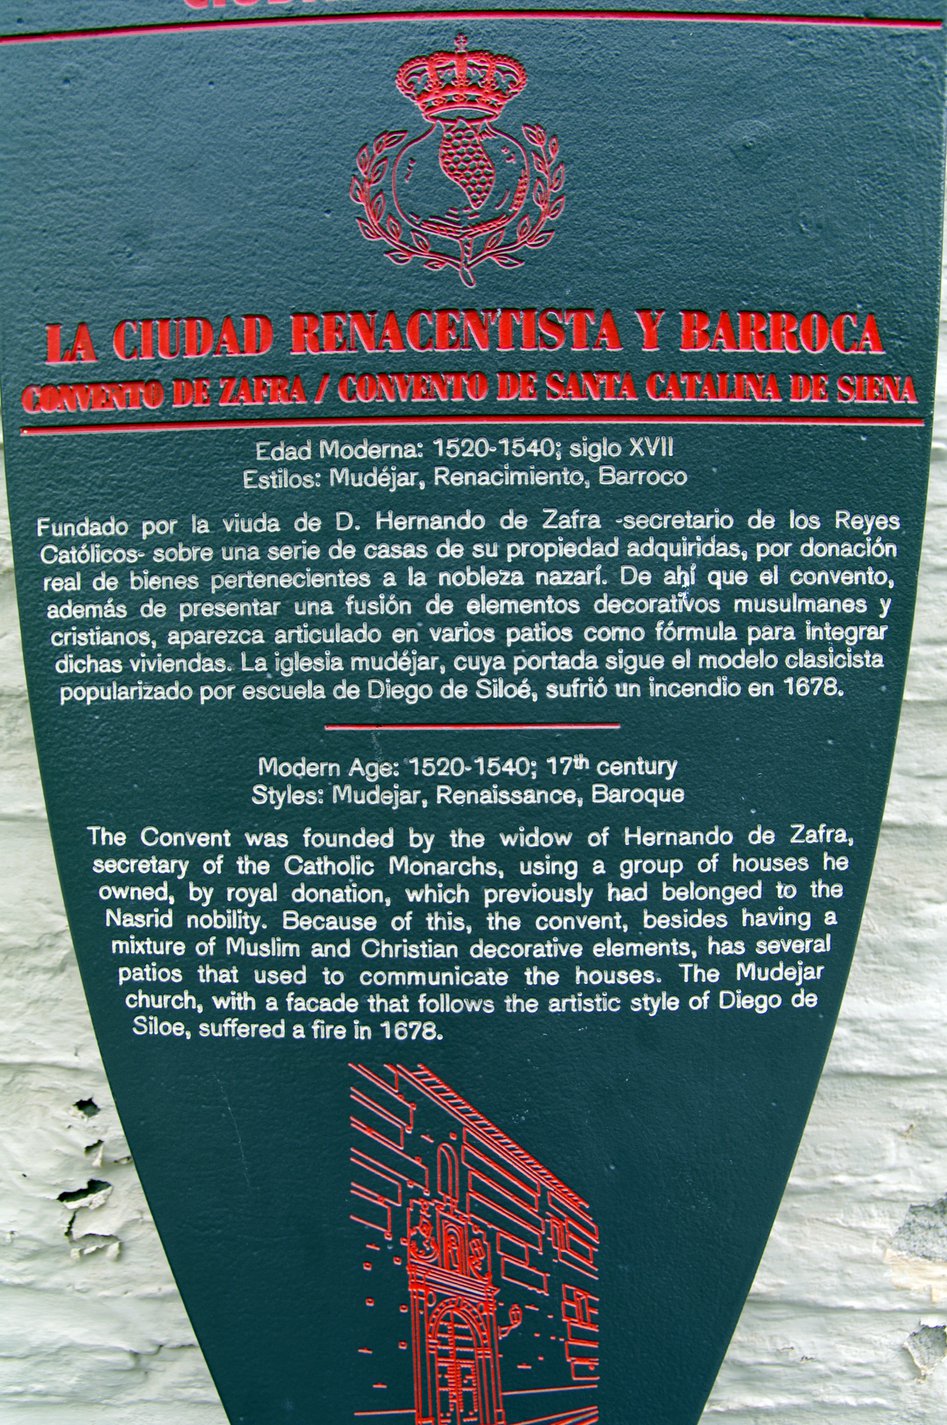 LA CIUDAD RENACENTISTA Y BARROCA
CONVENTO DE ZAFRA / CONVENTO DE SANTA CATALINA DE SIENA
Edad Moderna: 1520-1540; siglo XVII
Estilos: Mudéjar, Renacimiento, Barroco
Fundado por la viuda de D. Hernando de Zafra -secretario de los Reyes
Católicos- sobre una serie de casas de su propiedad adquiridas, por donación
real de bienes pertenecientes a la nobleza nazarí. De ahí que el convento,
además de presentar una fusión de elementos decorativos musulmanes y
cristianos, aparezca articulado en varios patios como fórmula para integrar
dichas viviendas. La iglesia mudéjar, cuya portada sigue el modelo clasicista
popularizado por escuela de Diego de Siloé, sufrió un incendio en 1678.
Modern Age: 1520-1540; 17th century
Styles: Mudejar, Renaissance, Baroque
The Convent was founded by the widow of Hernando de Zafra,
secretary of the Catholic Monarchs, using a group of houses he
owned, by royal donation, which previously had belonged to the
Nasrid nobility. Because of this, the convent, besides having a
mixture of Muslim and Christian decorative elements, has several
patios that used to communicate the houses. The Mudejar
church, with a facade that follows the artistic style of Diego de
Siloe, suffered a fire in 1678.